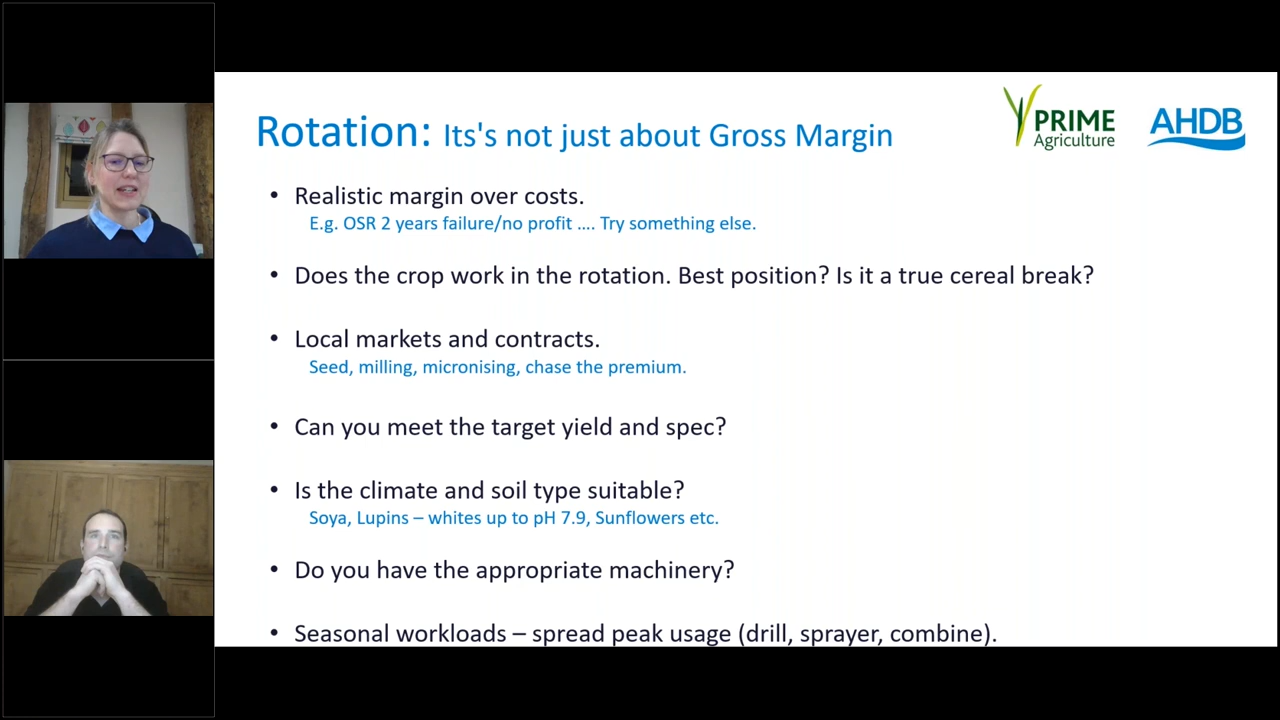 Rotation: Its's not just about Gross Margin
PRIME
Agriculture
AHDB
• Realistic margin over costs.
E.g. OSR 2 years failure/no profit .... Try something else.
• Does the crop work in the rotation. Best position? Is it a true cereal break?
• Local markets and contracts.
Seed, milling, micronising, chase the premium.
• Can you meet the target yield and spec?
• Is the climate and soil type suitable?
Soya, Lupins – whites up to pH 7.9, Sunflowers etc.
• Do you have the appropriate machinery?
• Seasonal workloads – spread peak usage (drill, sprayer, combine).